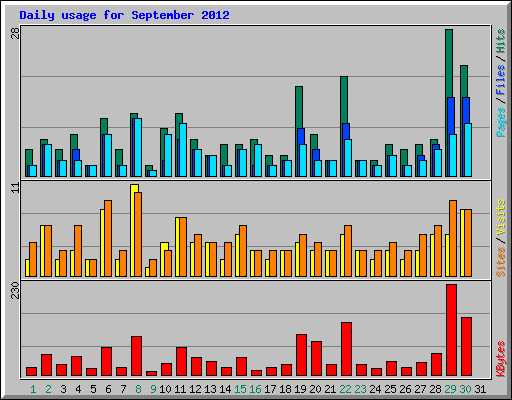 Daily usage for September 2012
28
Pages / Files / Hits
11
Sites / Visits
230
KBytes
1 2 3 4 5 6 7 8 9 10 11 12 13 14 15 16 17 18 19 20 21 22 23 24 25 26 27 28 29 30 31